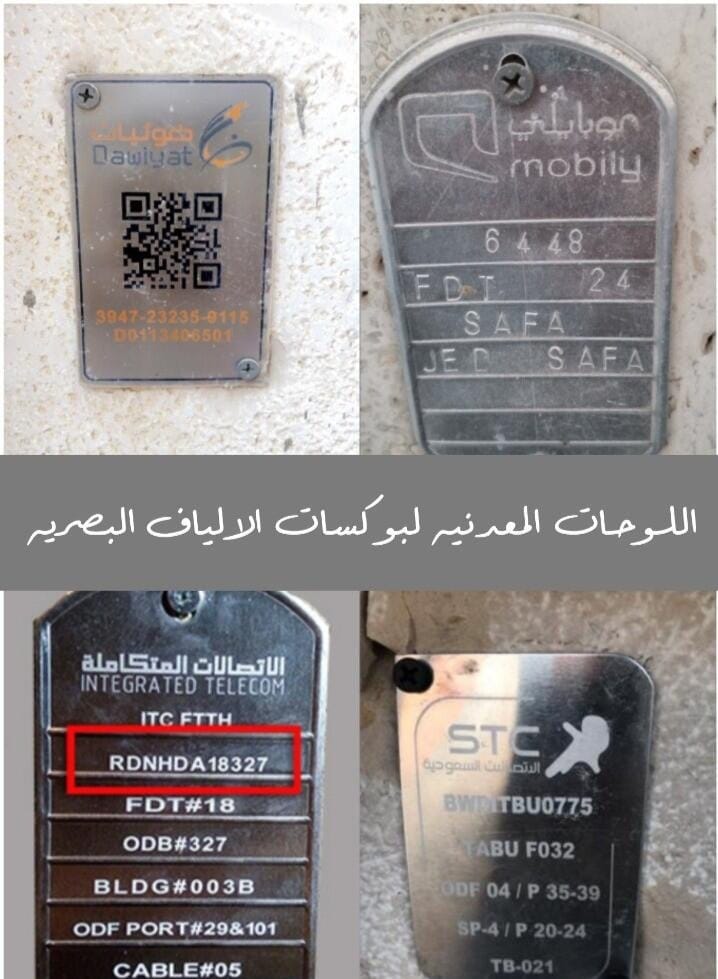 ضوئيات
Dawiyat
3947-23235-9115
D0113406501
موبايلي
mobily
6448
FDT 24
SAFA
JED SAFA
اللوحات المعدنيه لبوكسات الالياف البصريه
الاتصالات المتكاملة
INTEGRATED TELECOM
ITC FTTH
RDNHDA18327
FDT#18
ODB#327
BLDG#003B
ODF PORT#29&101
CABLE#05
STC
الاتصالات السعودية
TABU F032
ODF 04 / P 35-39
SP-4 / P 20-24
TB-021